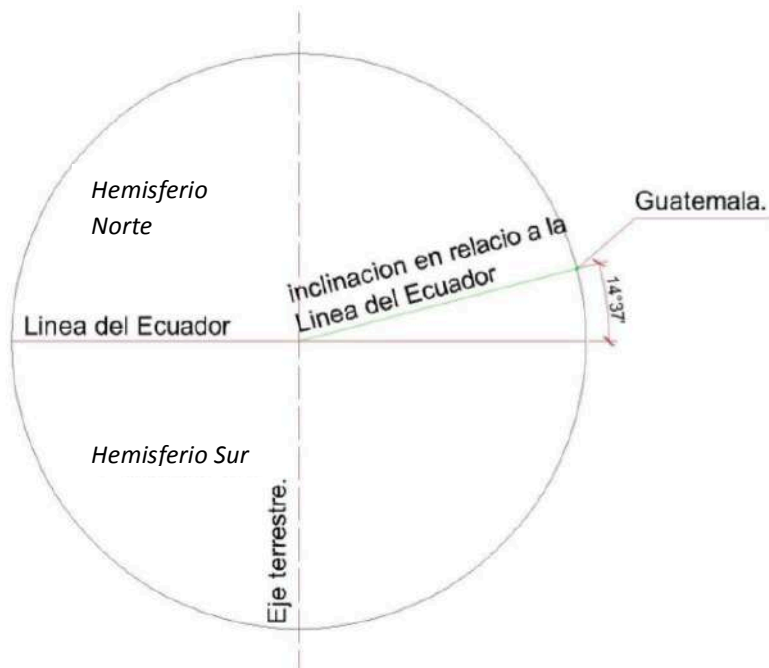 Hemisferio
Norte
Guatemala.
inclinacion en relacio a la
Linea del Ecuador
14°37'
Linea del Ecuador
Hemisferio Sur
Eje terrestre.